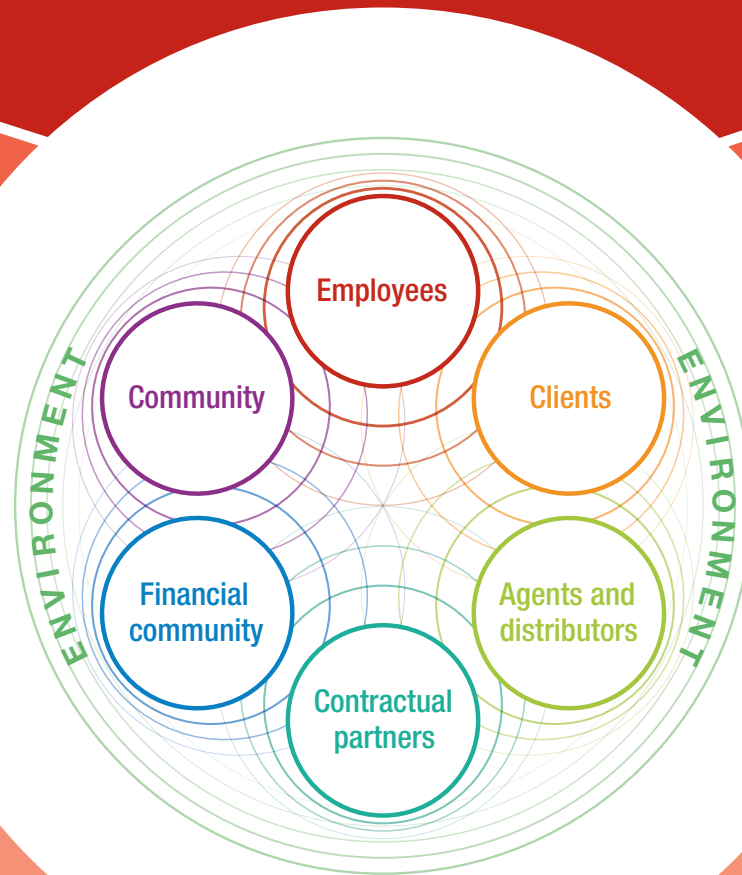 Employees
Community
Clients
ENVIRONMENT
ENVIRONMENT
Financial
community
Agents and
distributors
Contractual
partners